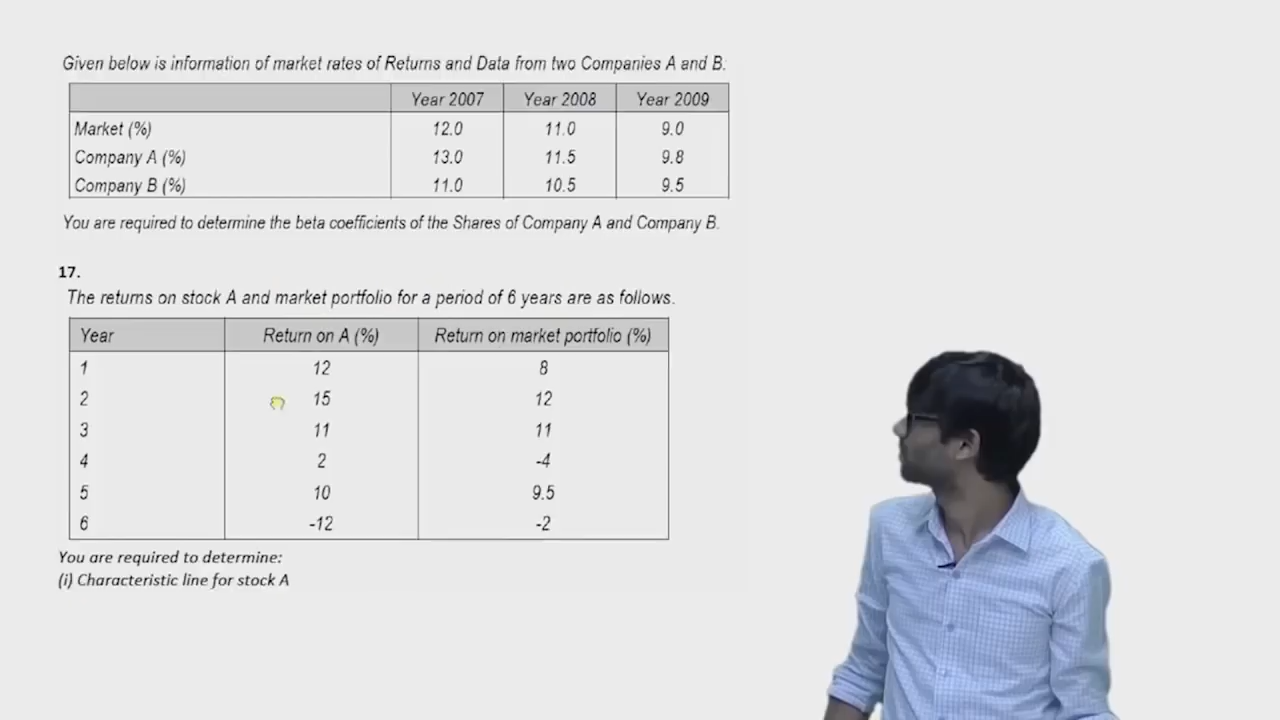 Given below is information of market rates of Returns and Data from two Companies A and B:
Year 2007 Year 2008 Year 2009
Market (%) 12.0 11.0 9.0
Company A (%) 13.0 11.5 9.8
Company B (%) 11.0 10.5 9.5
You are required to determine the beta coefficients of the Shares of Company A and Company B.
17.
The returns on stock A and market portfolio for a period of 6 years are as follows.
Year Return on A (%) Return on market portfolio (%)
1 12 8
2 15 12
3 11 11
4 2 -4
5 10 9.5
6 -12 -2
You are required to determine:
(i) Characteristic line for stock A